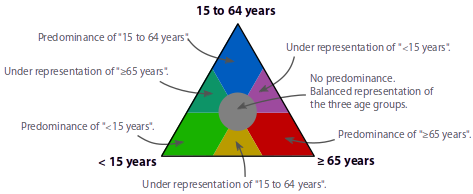 15 to 64 years
Predominance of "15 to 64 years".
Under representation of "<15 years".
Under representation of "≥65 years".
No predominance.
Balanced representation of
the three age groups.
Predominance of "<15 years".
Predominance of "≥65 years".
< 15 years
≥ 65 years
Under representation of "15 to 64 years".